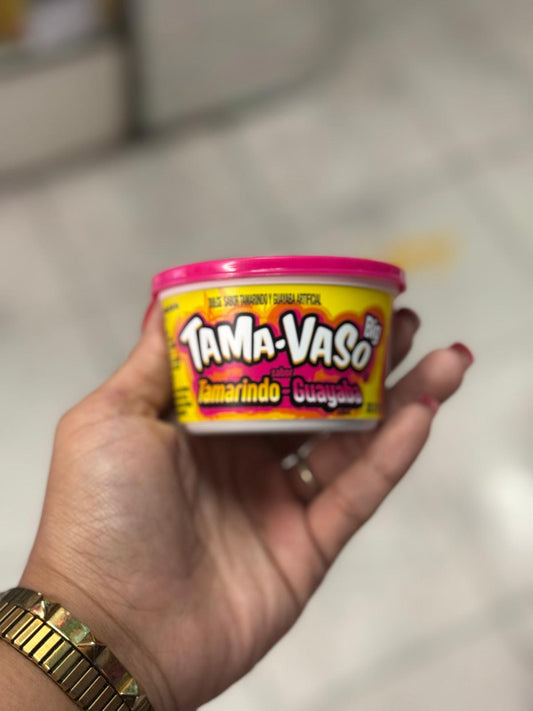 DULCE SABOR TAMARINDO Y GUAYABA ARTIFICIAL
TAMA-VASO Big
sabor
Tamarindo-Guayaba